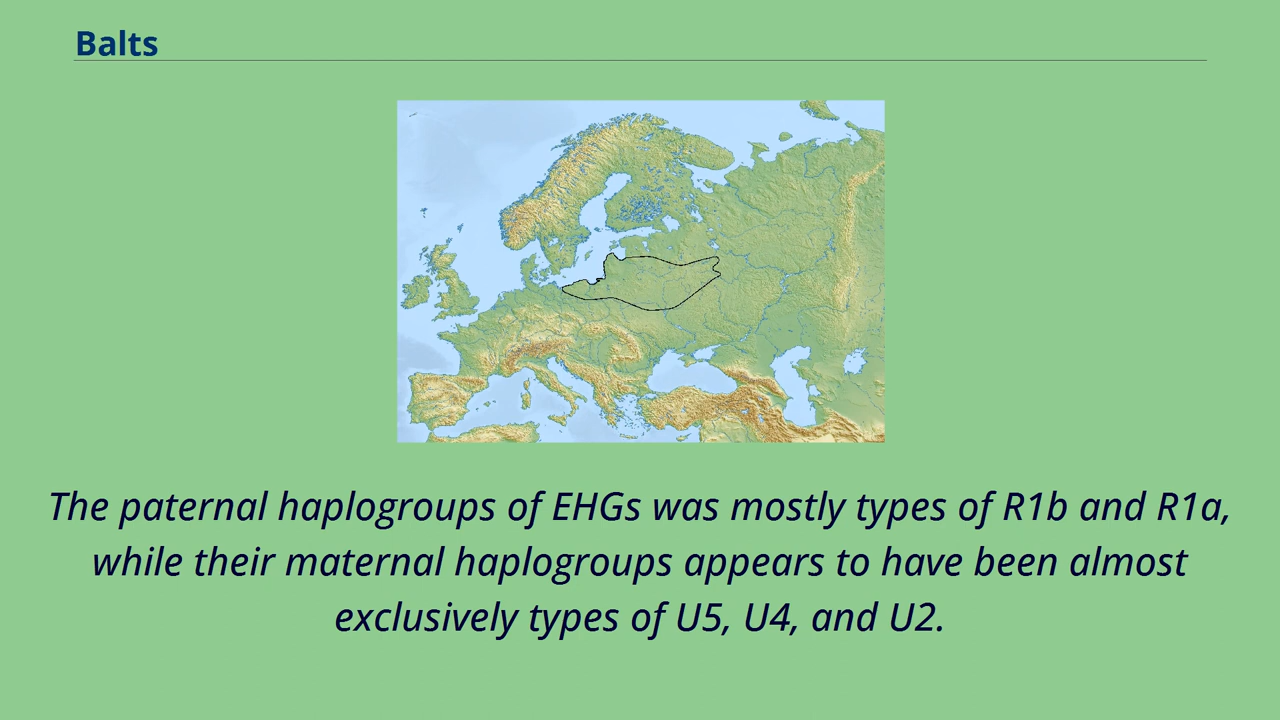 Balts
The paternal haplogroups of EHGs was mostly types of R1b and R1a,
while their maternal haplogroups appears to have been almost
exclusively types of U5, U4, and U2.